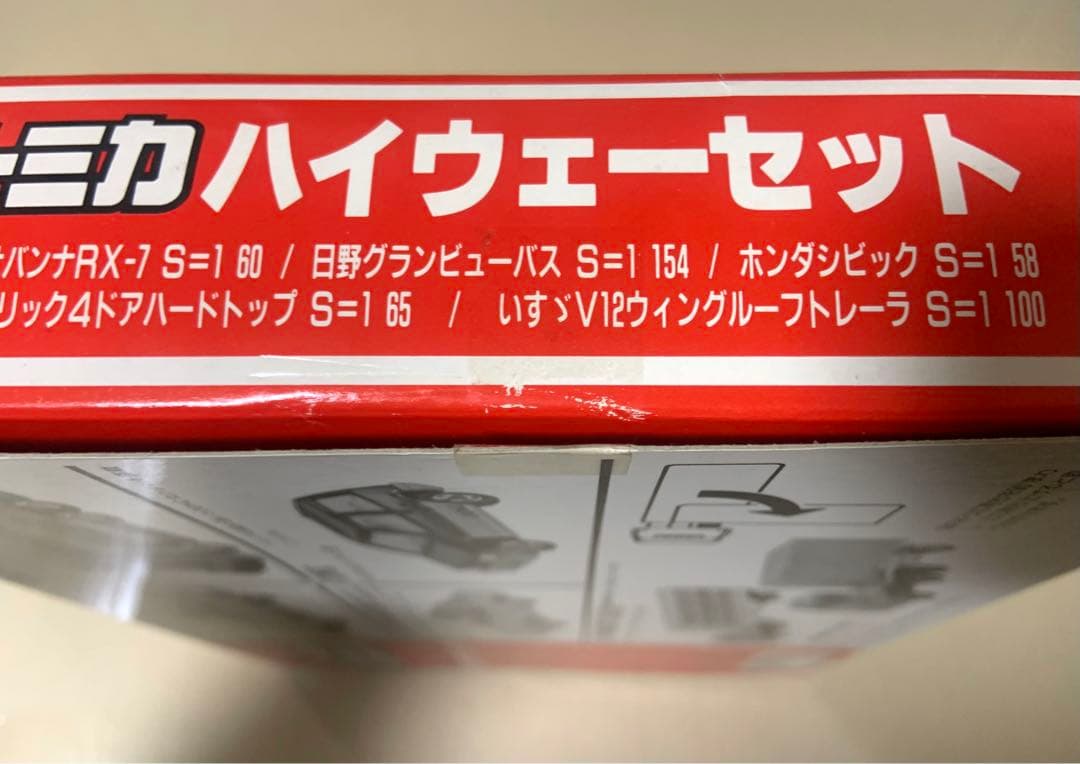 トミカ ハイウェーセット
バンナRX-7 S=1 60 / 日野グランビューバス S=1 154 / ホンダシビック S=1 58
リック4ドアハードトップ S=1 65 / いすゞV12ウィングルーフトレーラ S=1 100